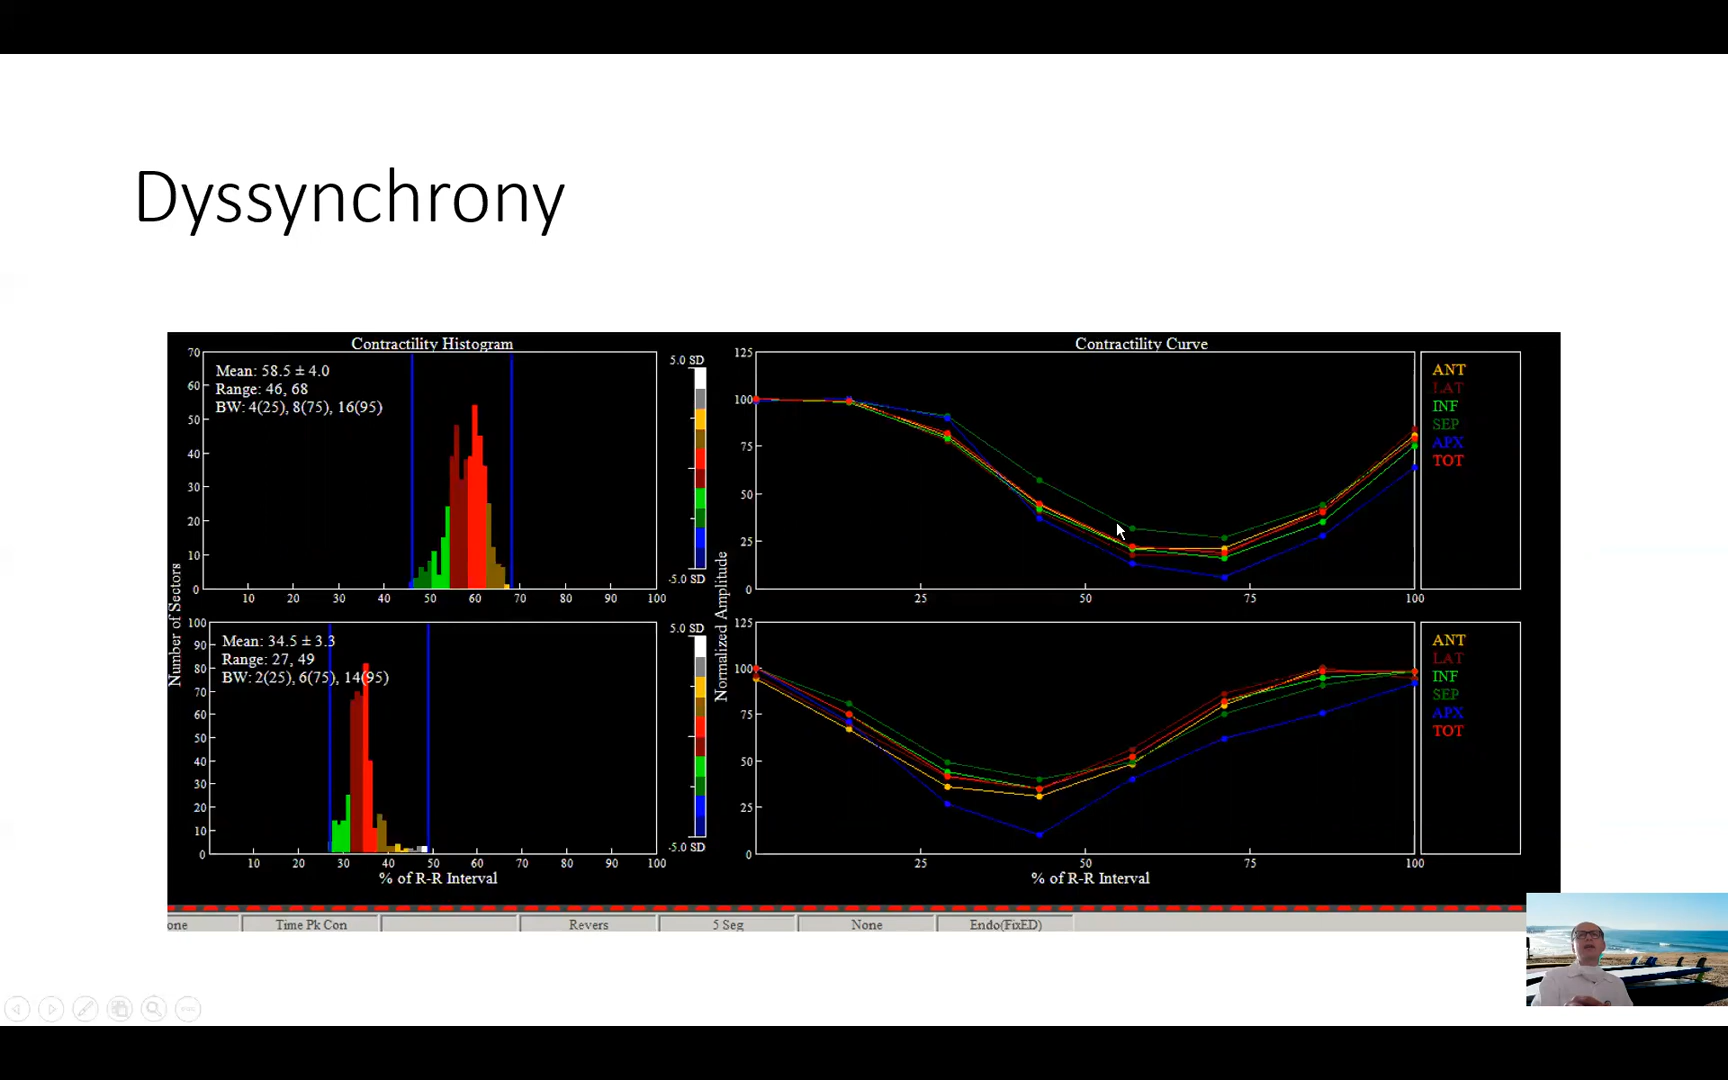 Dyssynchrony
Contractility Histogram
Mean: 58.5 ± 4.0
Range: 46, 68
BW: 4(25), 8(75), 16(95)
70
60
50
40
30
20
10
0
10 20 30 40 50 60 70 80 90 100
5.0 SD
-5.0 SD
Contractility Curve
125
100
75
50
25
0
25 50 75 100
ANT
LAT
INF
SEP
APX
TOT
Number of Sectors
Mean: 34.5 ± 3.3
Range: 27, 49
BW: 2(25), 6(75), 14(95)
100
90
80
70
60
50
40
30
20
10
0
10 20 30 40 50 60 70 80 90 100
% of R-R Interval
5.0 SD
-5.0 SD
Normalized Amplitude
125
100
75
50
25
0
25 50 75 100
% of R-R Interval
ANT
LAT
INF
SEP
APX
TOT
one Time Pk Con Revers 5 Seg None Endo(FixED)